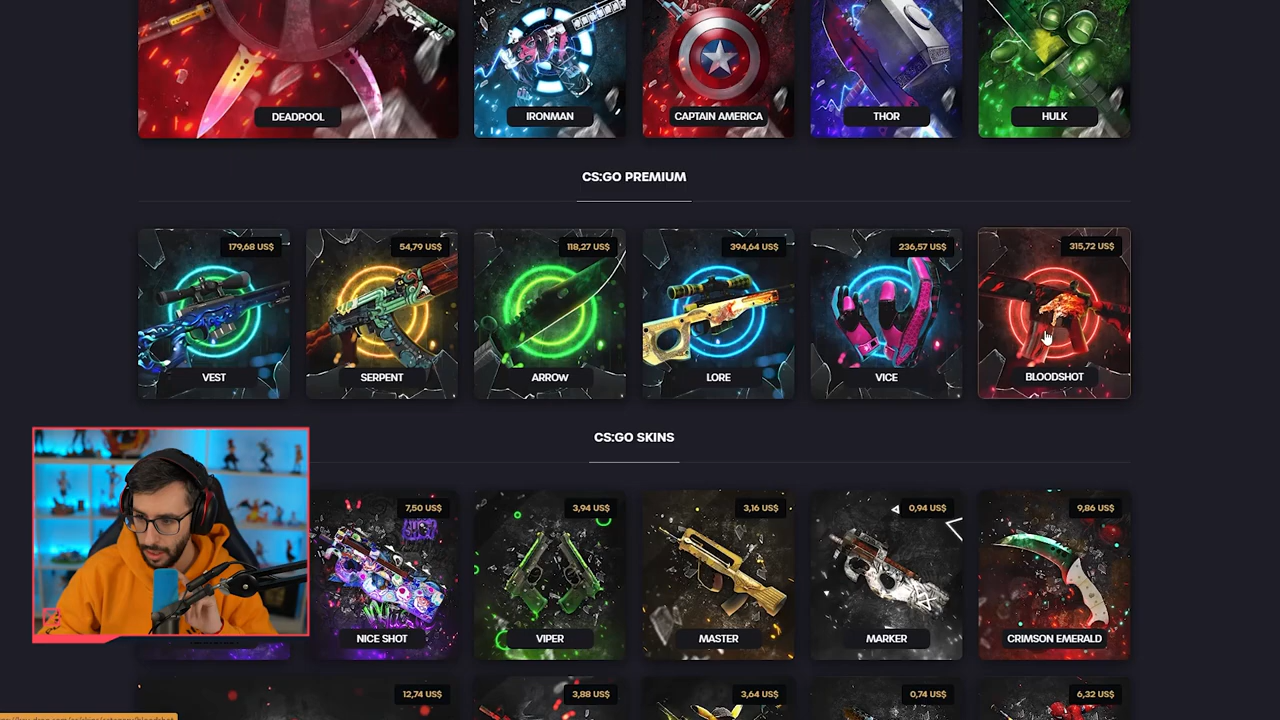 DEADPOOL
IRONMAN
CAPTAIN AMERICA
THOR
HULK
CS:GO PREMIUM
179,68 US$
54,79 US$
118,27 US$
394,64 US$
236,57 US$
315,72 US$
VEST
SERPENT
ARROW
LORE
VICE
BLOODSHOT
CS:GO SKINS
7,50 US$
3,94 US$
3,16 US$
0,94 US$
9,86 US$
NICE SHOT
VIPER
MASTER
MARKER
CRIMSON EMERALD
12,74 US$
3,88 US$
3,64 US$
0,74 US$
6,32 US$